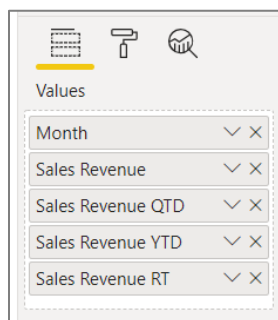 Values
Month
Sales Revenue
Sales Revenue QTD
Sales Revenue YTD
Sales Revenue RT